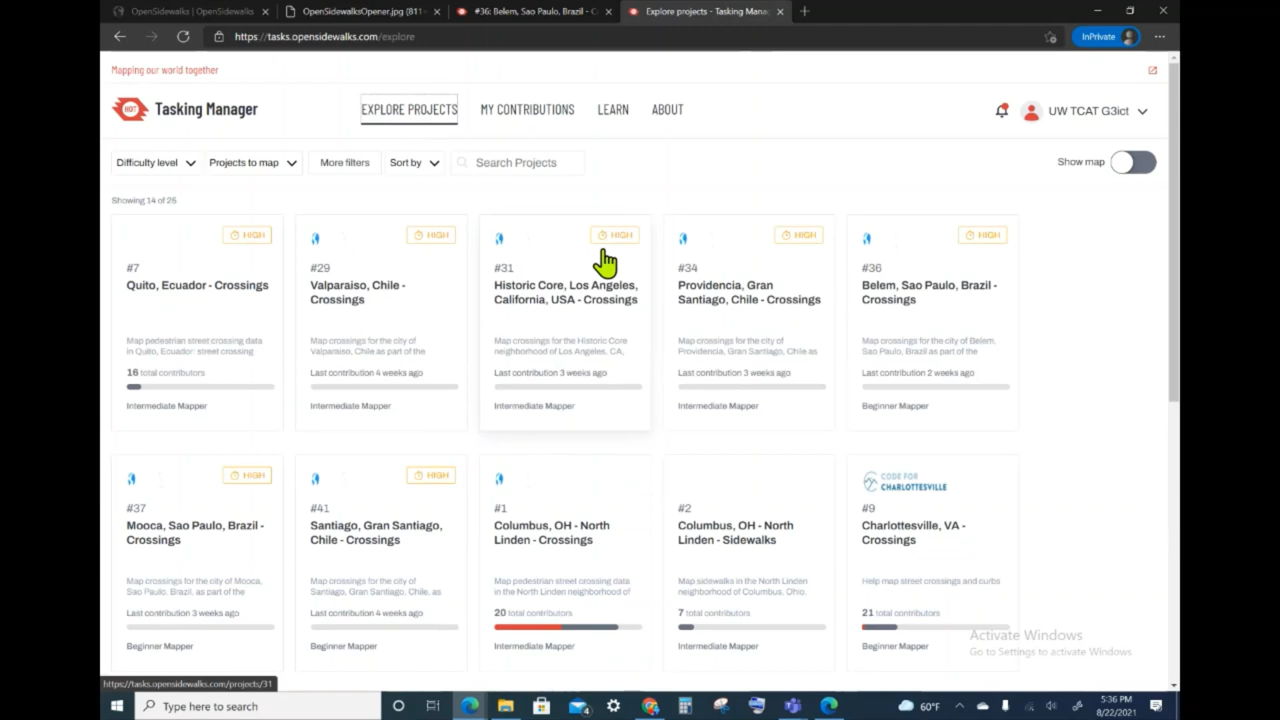 OpenSidewalks | OpenSidewalks
OpenSidewalksOpener.jpg (811×
#36: Belem, Sao Paulo, Brazil - C
Explore projects - Tasking Mana
https://tasks.opensidewalks.com/explore
InPrivate
Mapping our world together
HOT
Tasking Manager
EXPLORE PROJECTS
MY CONTRIBUTIONS
LEARN
ABOUT
UW TCAT G3ict
Difficulty level
Projects to map
More filters
Sort by
Search Projects
Show map
Showing 14 of 26
HIGH
#7
Quito, Ecuador - Crossings
Map pedestrian street crossing data
in Quito, Ecuador: street crossing
16 total contributors
Intermediate Mapper
HIGH
#29
Valparaiso, Chile -
Crossings
Map crossings for the city of
Valparaiso, Chile as part of the
Last contribution 4 weeks ago
Intermediate Mapper
HIGH
#31
Historic Core, Los Angeles,
California, USA - Crossings
Map crossings for the Historic Core
neighborhood of Los Angeles, CA,
Last contribution 3 weeks ago
Intermediate Mapper
HIGH
#34
Providencia, Gran
Santiago, Chile - Crossings
Map crossings for the city of
Providencia, Gran Santiago, Chile as
Last contribution 3 weeks ago
Intermediate Mapper
HIGH
#36
Belem, Sao Paulo, Brazil -
Crossings
Map crossings for the city of Belem,
Sao Paulo, Brazil as part of the
Last contribution 2 weeks ago
Beginner Mapper
HIGH
#37
Mooca, Sao Paulo, Brazil -
Crossings
Map crossings for the city of Mooca,
Sao Paulo, Brazil, as part of the
Last contribution 3 weeks ago
Beginner Mapper
HIGH
#41
Santiago, Gran Santiago,
Chile - Crossings
Map crossings for the city of
Santiago, Gran Santiago, Chile, as
Last contribution 4 weeks ago
Beginner Mapper
#1
Columbus, OH - North
Linden - Crossings
Map pedestrian street crossing data
in the North Linden neighborhood of
20 total contributors
Intermediate Mapper
#2
Columbus, OH - North
Linden - Sidewalks
Map sidewalks in the North Linden
neighborhood of Columbus, Ohio.
7 total contributors
Intermediate Mapper
CODE FOR
CHARLOTTESVILLE
#9
Charlottesville, VA -
Crossings
Help map street crossings and curbs
21 total contributors
Beginner Mapper
Activate Windows
Go to Settings to activate Windows.
https://tasks.opensidewalks.com/projects/31
Type here to search
4
60°F
5:36 PM
8/22/2021